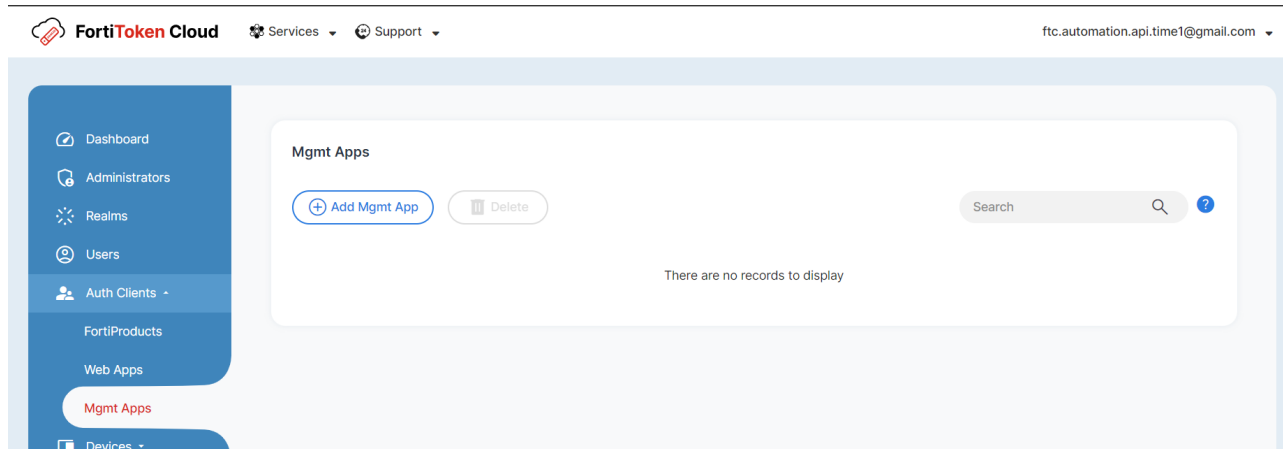 FortiToken Cloud Services Support ftc.automation.api.time1@gmail.com
Dashboard
Administrators
Realms
Users
Auth Clients
FortiProducts
Web Apps
Mgmt Apps
Devices
Mgmt Apps
Add Mgmt App Delete Search ?
There are no records to display